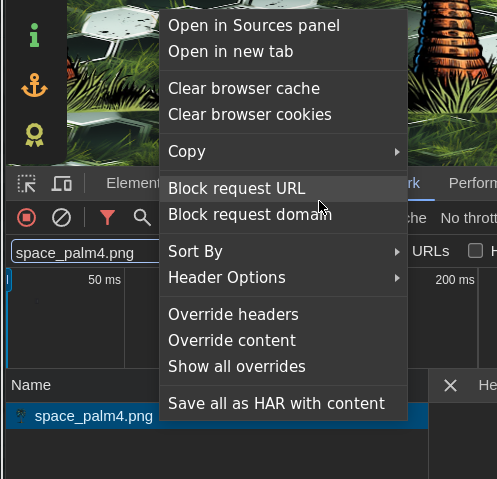 Open in Sources panel
Open in new tab
Clear browser cache
Clear browser cookies
Copy
Block request URL
Block request domain
Sort By
Header Options
Override headers
Override content
Show all overrides
Save all as HAR with content
Elemen
rk
Perform
che
No thrott
space_palm4.png
URLs
H
50 ms
200 ms
Name
He
space_palm4.png